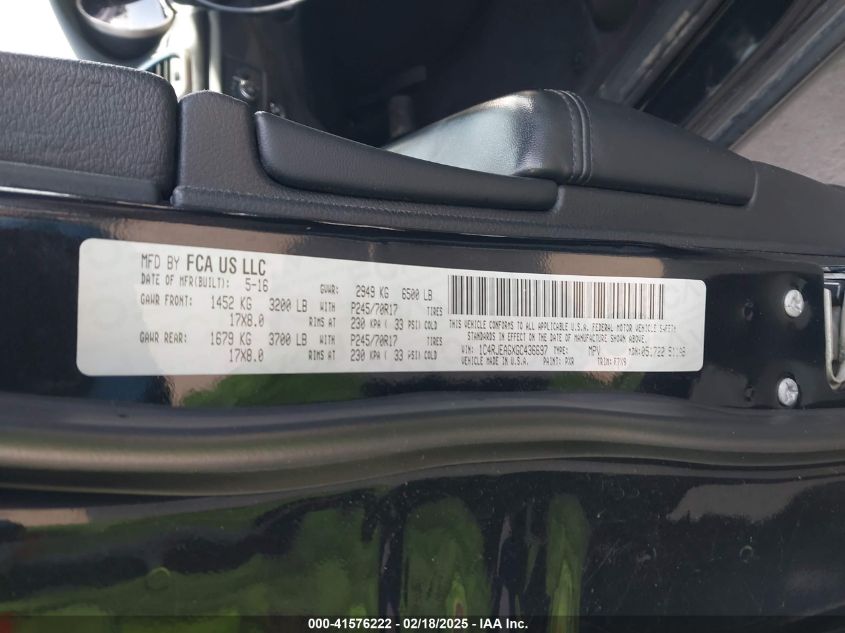 MFD BY FCA US LLC
DATE OF MFR(BUILT): 5-16 GVWR: 2949 KG 6500 LB
GAWR FRONT: 1452 KG 3200 LB WITH P245/70R17 TIRES
17X8.0 RIMS AT 230 KPA ( 33 PSI) COLD
GAWR REAR: 1679 KG 3700 LB WITH P245/70R17 TIRES
17X8.0 RIMS AT 230 KPA ( 33 PSI) COLD
THIS VEHICLE CONFORMS TO ALL APPLICABLE U.S.A. FEDERAL MOTOR VEHICLE SAFETY
STANDARDS IN EFFECT ON THE DATE OF MANUFACTURE SHOWN ABOVE.
VIN: 1C4RJEAGXGC436697 TYPE: MPV MDH:
VEHICLE MADE IN U.S.A. PAINT: PXR TRIM:
000-41576222 - 02/18/2025 - IAA Inc.